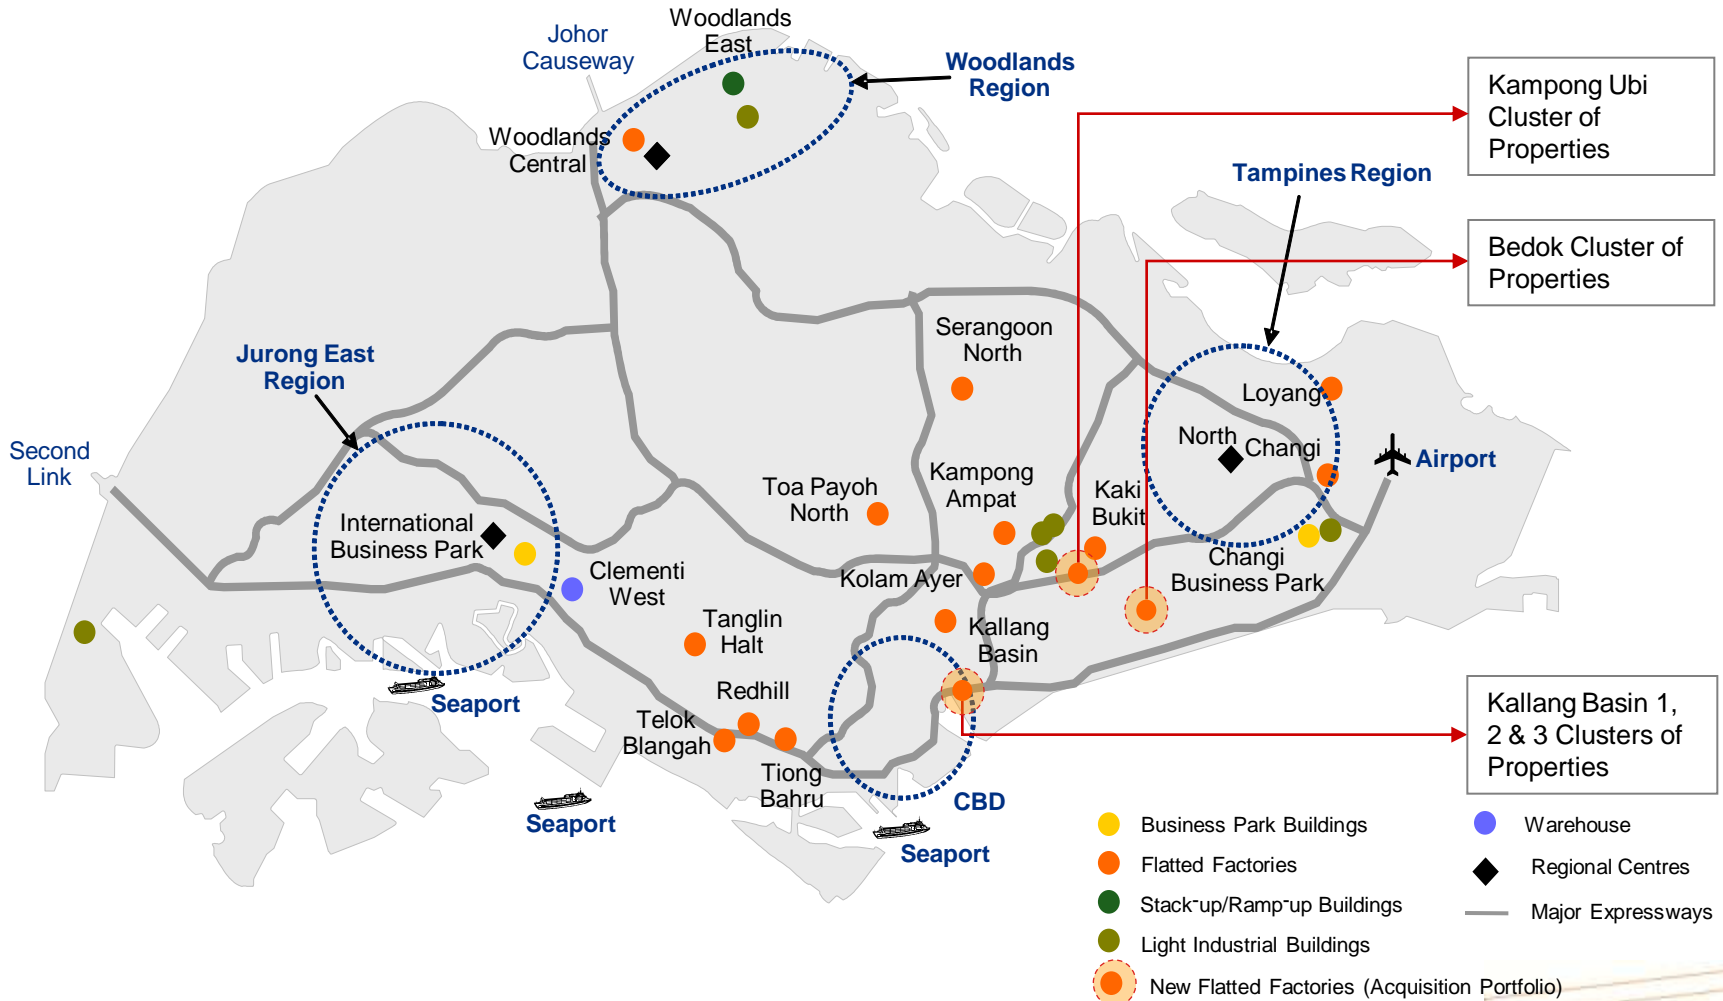 Woodlands
East
Johor
Causeway
Woodlands
Region
Woodlands
Central
Kampong Ubi
Cluster of
Properties
Tampines Region
Bedok Cluster of
Properties
Serangoon
North
Jurong East
Region
Loyang
North
Changi
Second
Link
Airport
Kampong
Ampat
Toa Payoh
North
Kaki
Bukit
International
Business Park
Changi
Business Park
Kolam Ayer
Clementi
West
Tanglin
Halt
Kallang
Basin
Redhill
Seaport
Telok
Blangah
Tiong
Bahru
Kallang Basin 1,
2 & 3 Clusters of
Properties
CBD
Seaport
Seaport
Business Park Buildings
Flatted Factories
Stack-up/Ramp-up Buildings
Light Industrial Buildings
New Flatted Factories (Acquisition Portfolio)
Warehouse
Regional Centres
Major Expressways